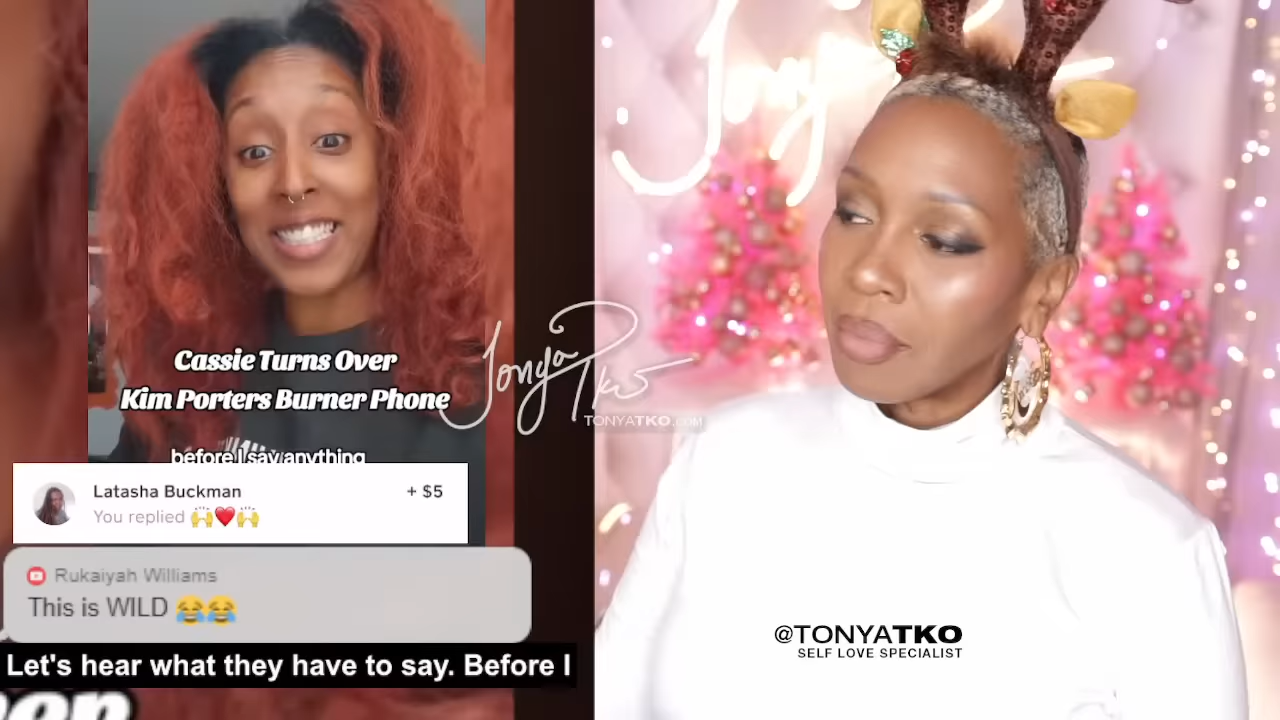 Cassie Turns Over
Kim Porters Burner Phone
before I say anything
Latasha Buckman + $5
You replied 🙌❤️🙌
Rukaiyah Williams
This is WILD 😂😂
Let's hear what they have to say. Before I
Tonya Tko
TONYATKO.COM
@TONYATKO
SELF LOVE SPECIALIST